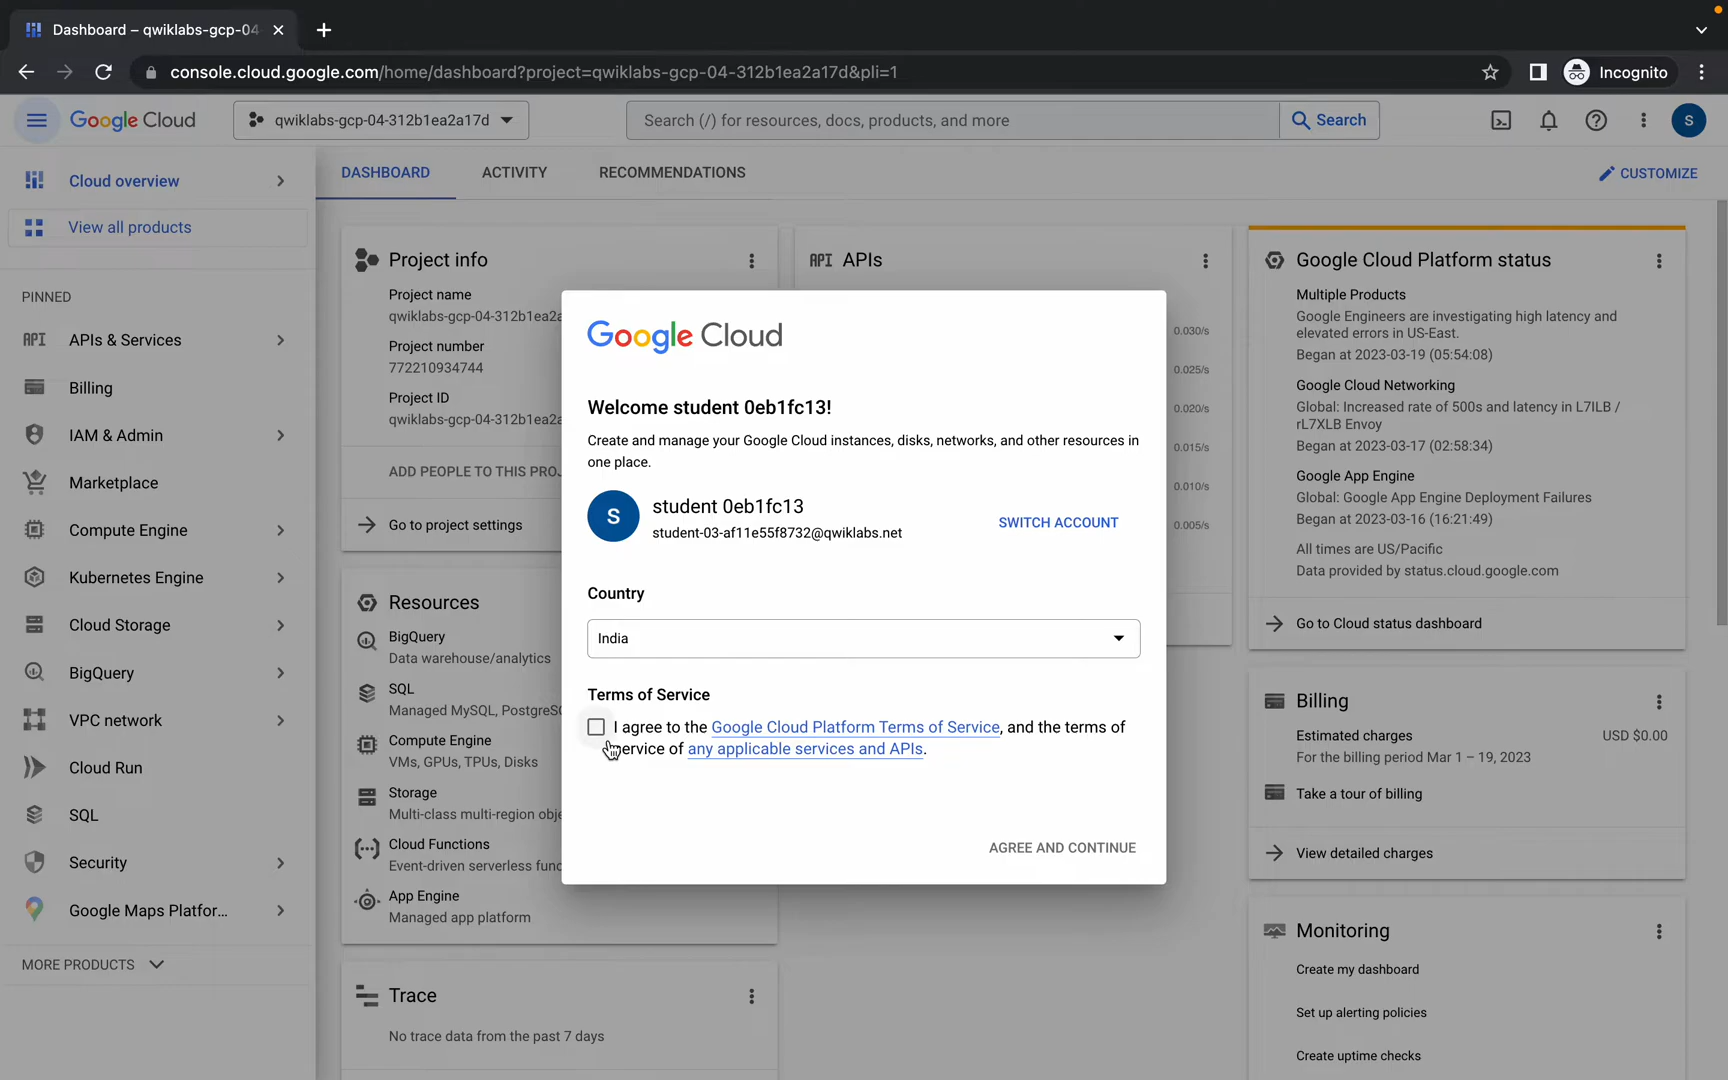 Dashboard – qwiklabs-gcp-04
console.cloud.google.com/home/dashboard?project=qwiklabs-gcp-04-312b1ea2a17d&pli=1
Incognito
Google Cloud
qwiklabs-gcp-04-312b1ea2a17d
Search (/) for resources, docs, products, and more
Search
S
Cloud overview
View all products
PINNED
APIs & Services
Billing
IAM & Admin
Marketplace
Compute Engine
Kubernetes Engine
Cloud Storage
BigQuery
VPC network
Cloud Run
SQL
Security
Google Maps Platfor...
MORE PRODUCTS
DASHBOARD
ACTIVITY
RECOMMENDATIONS
CUSTOMIZE
Project info
Project name
qwiklabs-gcp-04-312b1ea2
Project number
772210934744
Project ID
qwiklabs-gcp-04-312b1ea2
ADD PEOPLE TO THIS PROJ
Go to project settings
Resources
BigQuery
Data warehouse/analytics
SQL
Managed MySQL, PostgreS
Compute Engine
VMs, GPUs, TPUs, Disks
Storage
Multi-class multi-region obj
Cloud Functions
Event-driven serverless func
App Engine
Managed app platform
Trace
No trace data from the past 7 days
API APIs
0.030/s
0.025/s
0.020/s
0.015/s
0.010/s
0.005/s
Google Cloud
Welcome student 0eb1fc13!
Create and manage your Google Cloud instances, disks, networks, and other resources in
one place.
S
student 0eb1fc13
student-03-af11e55f8732@qwiklabs.net
SWITCH ACCOUNT
Country
India
Terms of Service
I agree to the Google Cloud Platform Terms of Service, and the terms of
service of any applicable services and APIs.
AGREE AND CONTINUE
Google Cloud Platform status
Multiple Products
Google Engineers are investigating high latency and
elevated errors in US-East.
Began at 2023-03-19 (05:54:08)
Google Cloud Networking
Global: Increased rate of 500s and latency in L7ILB /
rL7XLB Envoy
Began at 2023-03-17 (02:58:34)
Google App Engine
Global: Google App Engine Deployment Failures
Began at 2023-03-16 (16:21:49)
All times are US/Pacific
Data provided by status.cloud.google.com
Go to Cloud status dashboard
Billing
Estimated charges
USD $0.00
For the billing period Mar 1 – 19, 2023
Take a tour of billing
View detailed charges
Monitoring
Create my dashboard
Set up alerting policies
Create uptime checks